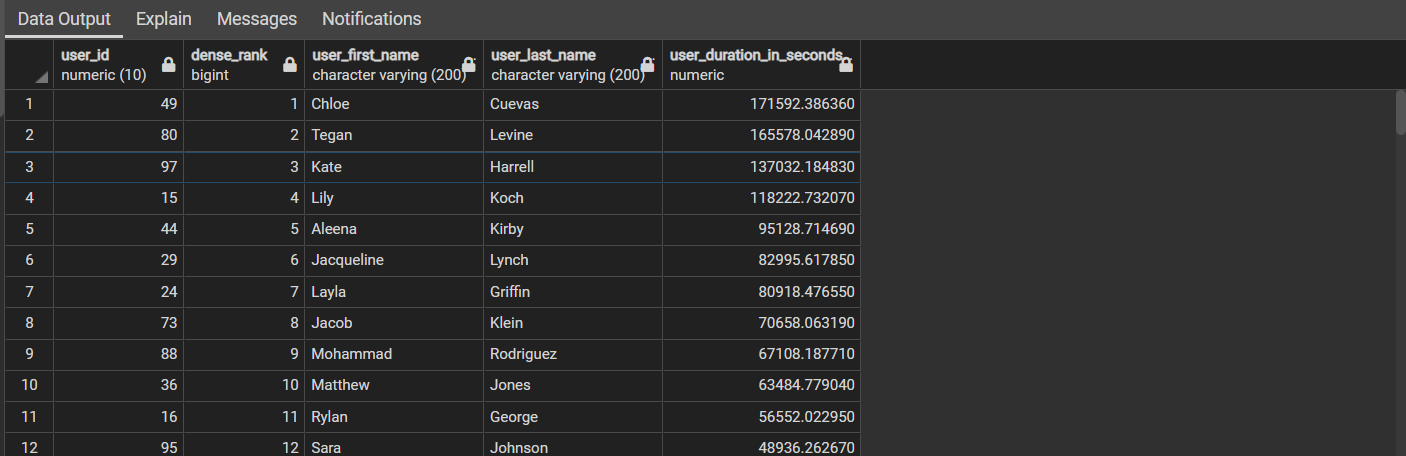 Data Output Explain Messages Notifications
user_id dense_rank user_first_name user_last_name user_duration_in_seconds
numeric (10) bigint character varying (200) character varying (200) numeric
1 49 1 Chloe Cuevas 171592.386360
2 80 2 Tegan Levine 165578.042890
3 97 3 Kate Harrell 137032.184830
4 15 4 Lily Koch 118222.732070
5 44 5 Aleena Kirby 95128.714690
6 29 6 Jacqueline Lynch 82995.617850
7 24 7 Layla Griffin 80918.476550
8 73 8 Jacob Klein 70658.063190
9 88 9 Mohammad Rodriguez 67108.187710
10 36 10 Matthew Jones 63484.779040
11 16 11 Rylan George 56552.022950
12 95 12 Sara Johnson 48936.262670